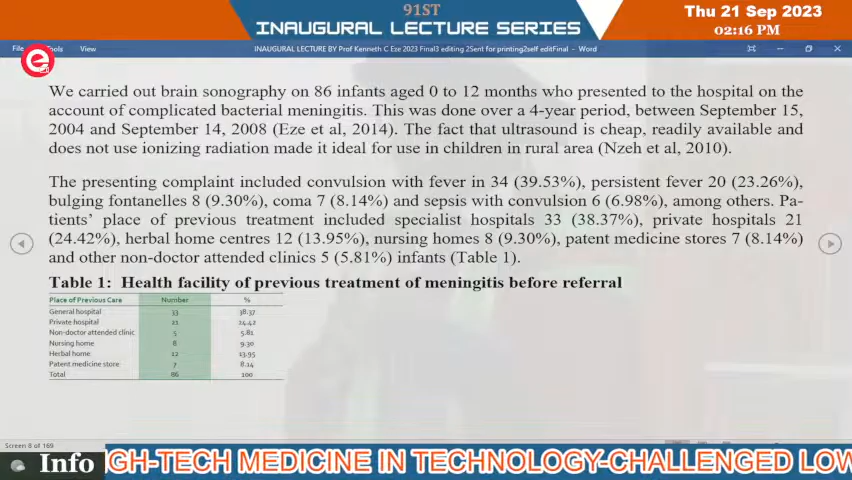 91ST
INAUGURAL LECTURE SERIES
Thu 21 Sep 2023
02:16 PM
File Tools View
INAUGURAL LECTURE BY Prof Kenneth C Eze 2023 Final3 editing 2Sent for printing2self editFinal - Word
We carried out brain sonography on 86 infants aged 0 to 12 months who presented to the hospital on the
account of complicated bacterial meningitis. This was done over a 4-year period, between September 15,
2004 and September 14, 2008 (Eze et al, 2014). The fact that ultrasound is cheap, readily available and
does not use ionizing radiation made it ideal for use in children in rural area (Nzeh et al, 2010).
The presenting complaint included convulsion with fever in 34 (39.53%), persistent fever 20 (23.26%),
bulging fontanelles 8 (9.30%), coma 7 (8.14%) and sepsis with convulsion 6 (6.98%), among others. Pa-
tients' place of previous treatment included specialist hospitals 33 (38.37%), private hospitals 21
(24.42%), herbal home centres 12 (13.95%), nursing homes 8 (9.30%), patent medicine stores 7 (8.14%)
and other non-doctor attended clinics 5 (5.81%) infants (Table 1).
Table 1: Health facility of previous treatment of meningitis before referral
Place of Previous Care Number %
General hospital 33 38.37
Private hospital 21 24.42
Non-doctor attended clinic 5 5.81
Nursing home 8 9.30
Herbal home 12 13.95
Patent medicine store 7 8.14
Total 86 100
Screen 8 of 169
Info
GH-TECH MEDICINE IN TECHNOLOGY-CHALLENGED LOW